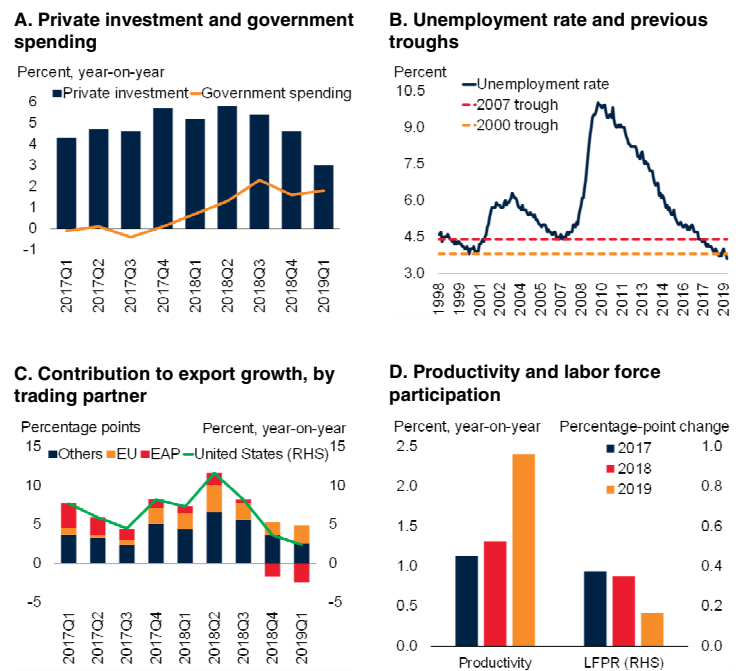 A. Private investment and government
spending
Percent, year-on-year
Private investment Government spending
6
5
4
3
2
1
0
-1
2017Q1
2017Q2
2017Q3
2017Q4
2018Q1
2018Q2
2018Q3
2018Q4
2019Q1
B. Unemployment rate and previous
troughs
Percent
Unemployment rate
2007 trough
2000 trough
10.5
9.0
7.5
6.0
4.5
3.0
1998
1999
2001
2002
2004
2005
2007
2008
2010
2011
2013
2014
2016
2017
2019
C. Contribution to export growth, by
trading partner
Percentage points
Percent, year-on-year
Others EU EAP United States (RHS)
15
10
5
0
-5
15
10
5
0
-5
2017Q1
2017Q2
2017Q3
2017Q4
2018Q1
2018Q2
2018Q3
2018Q4
2019Q1
D. Productivity and labor force
participation
Percent, year-on-year
Percentage-point change
2017
2018
2019
2.5
2.0
1.5
1.0
0.5
0.0
1.0
0.8
0.6
0.4
0.2
0.0
Productivity
LFPR (RHS)